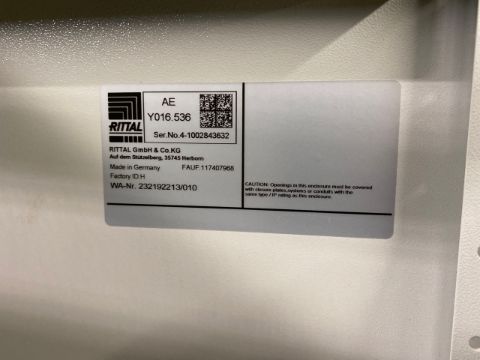 AE
Y016.536
RITTAL
Ser.No.4-1002843632
RITTAL GmbH & Co.KG
Auf dem Stützelberg, 35745 Herborn
Made in Germany FAUF:117407968
Factory ID:H
WA-Nr. 232192213/010
CAUTION: Openings in this enclosure must be covered
with closure plates,systems or conduits with the
same type / IP rating as this enclosure.